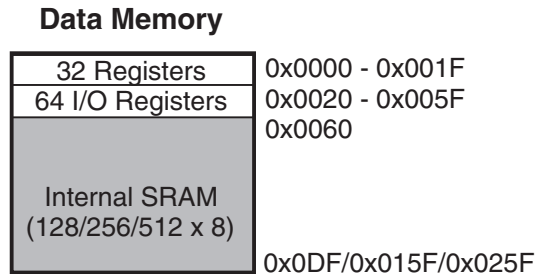 Data Memory
32 Registers 0x0000 - 0x001F
64 I/O Registers 0x0020 - 0x005F
0x0060
Internal SRAM
(128/256/512 x 8)
0x0DF/0x015F/0x025F